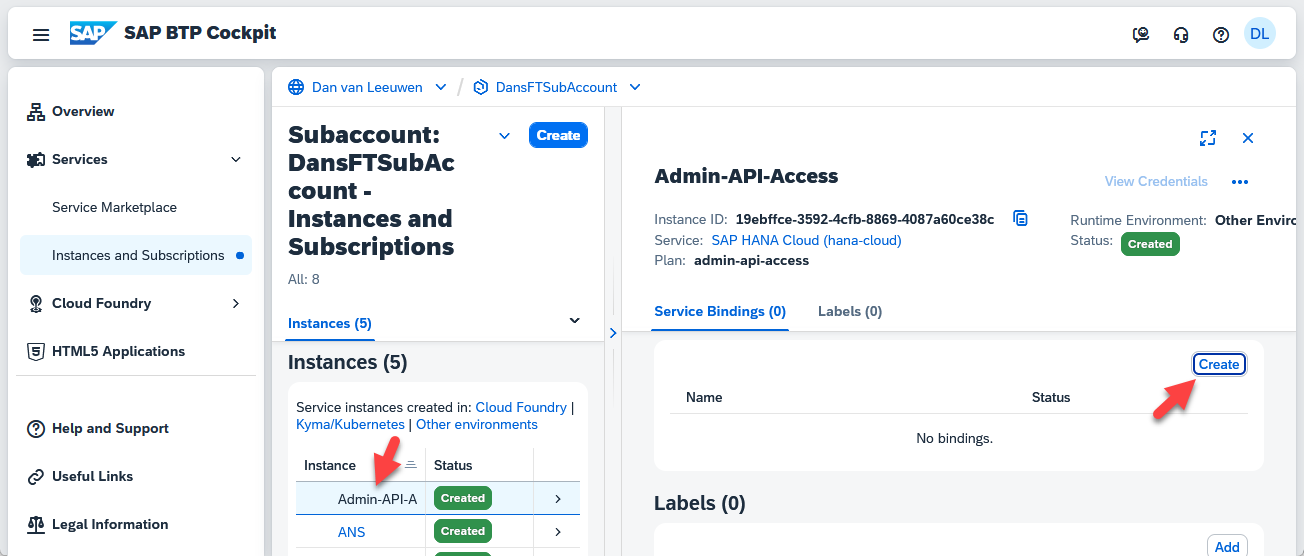 SAP SAP BTP Cockpit
DL
Overview
Services
Service Marketplace
Instances and Subscriptions
Cloud Foundry
HTML5 Applications
Help and Support
Useful Links
Legal Information
Dan van Leeuwen / DansFTSubAccount
Subaccount:
DansFTSubAc
count -
Instances and
Subscriptions
Create
All: 8
Instances (5)
Instances (5)
Service instances created in: Cloud Foundry |
Kyma/Kubernetes | Other environments
Instance Status
Admin-API-A Created
ANS Created
Admin-API-Access
View Credentials
Instance ID: 19ebffce-3592-4cfb-8869-4087a60ce38c
Service: SAP HANA Cloud (hana-cloud)
Plan: admin-api-access
Runtime Environment: Other Enviro
Status: Created
Service Bindings (0) Labels (0)
Create
Name Status
No bindings.
Labels (0)
Add